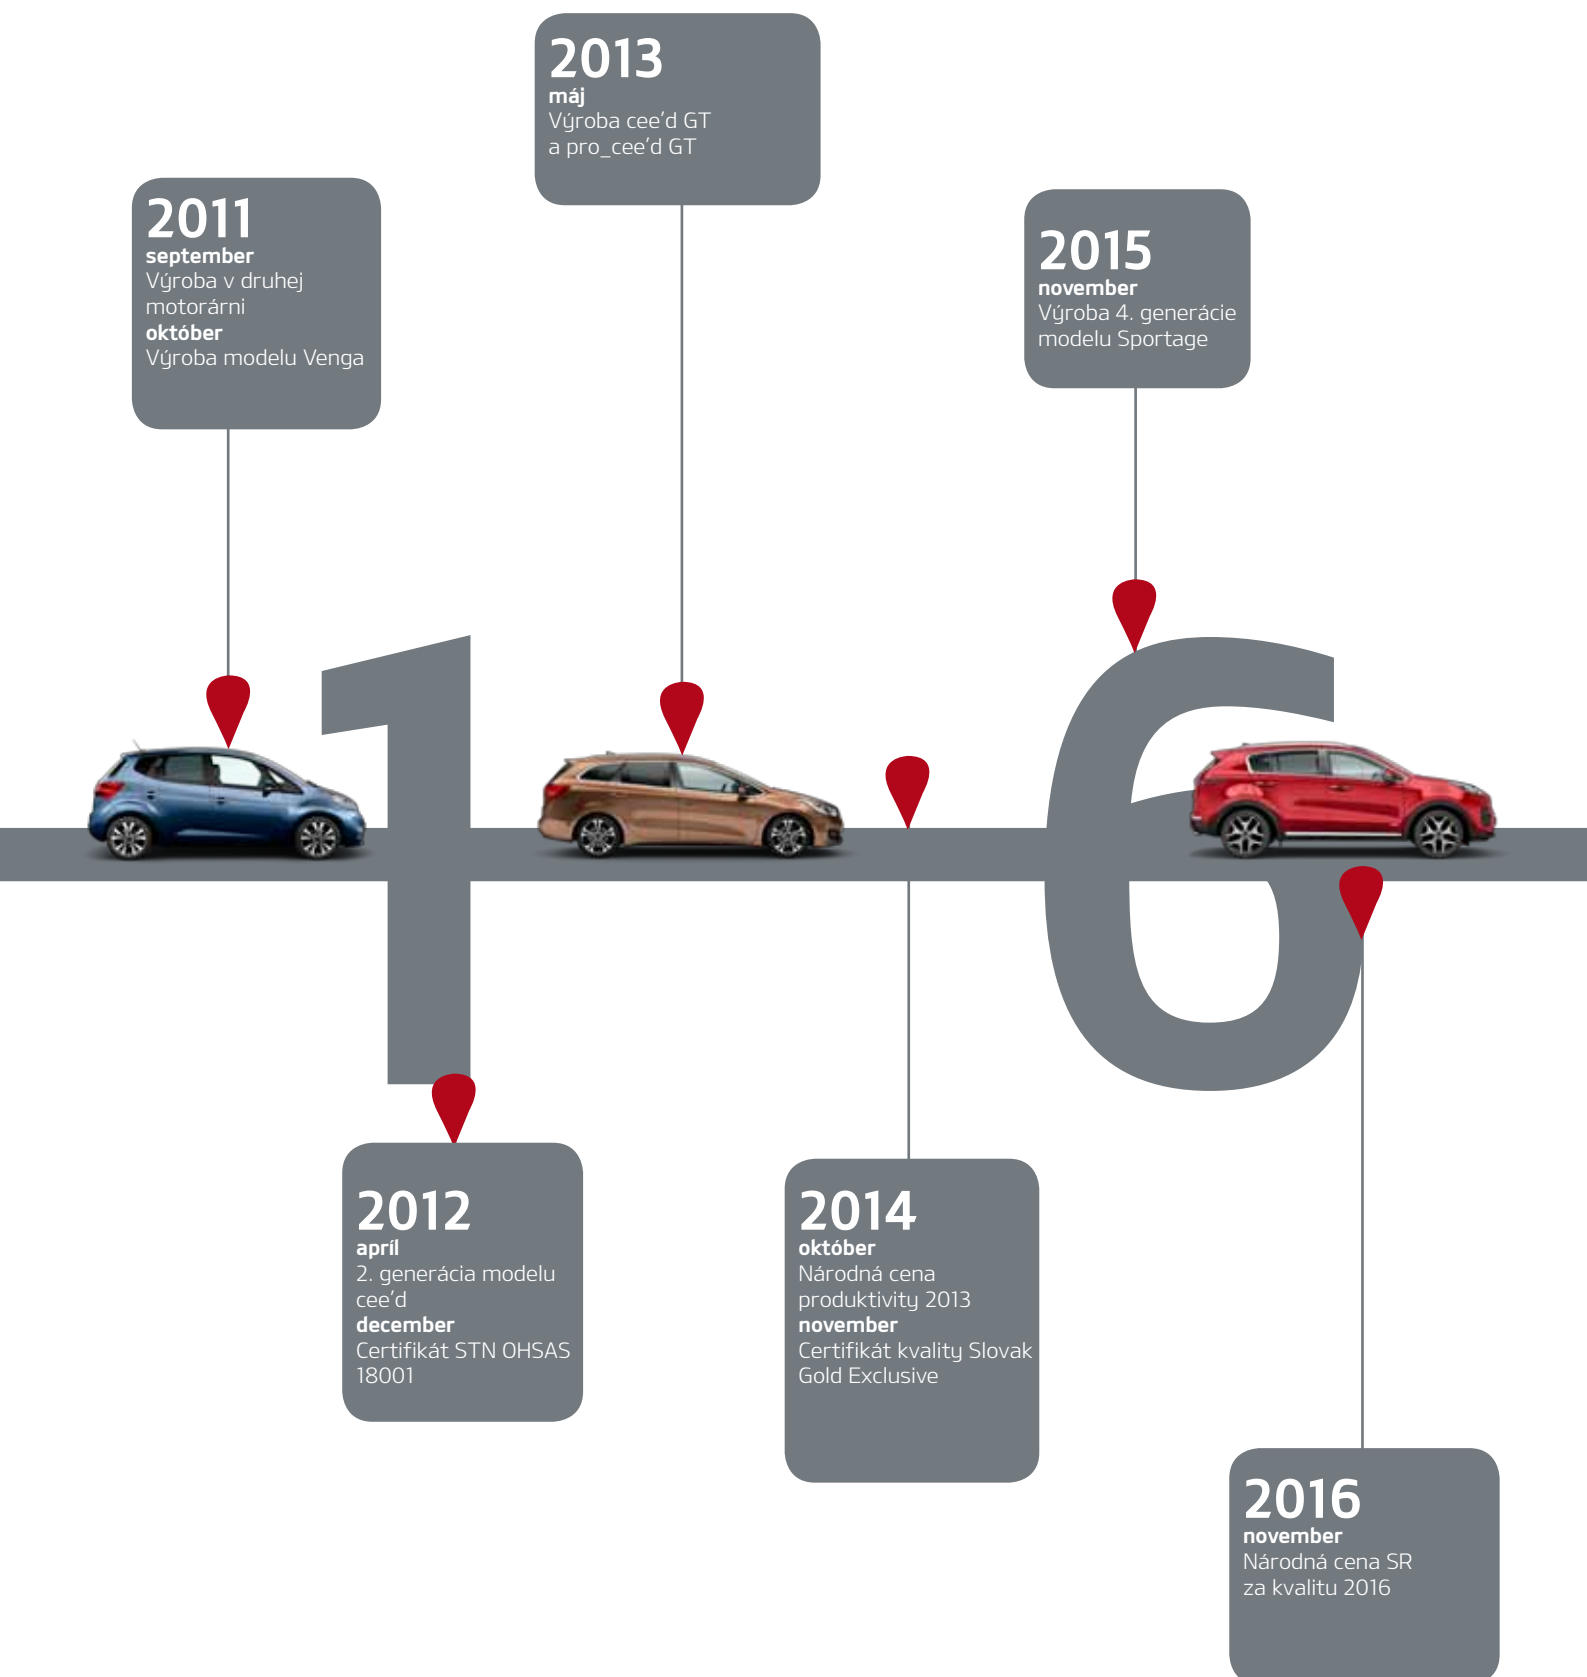 2013
máj
Výroba cee’d GT
a pro_cee’d GT
2011
september
Výroba v druhej
motorárni
október
Výroba modelu Venga
2015
november
Výroba 4. generácie
modelu Sportage
16
2012
apríl
2. generácia modelu
cee’d
december
Certifikát STN OHSAS
18001
2014
október
Národná cena
produktivity 2013
november
Certifikát kvality Slovak
Gold Exclusive
2016
november
Národná cena SR
za kvalitu 2016